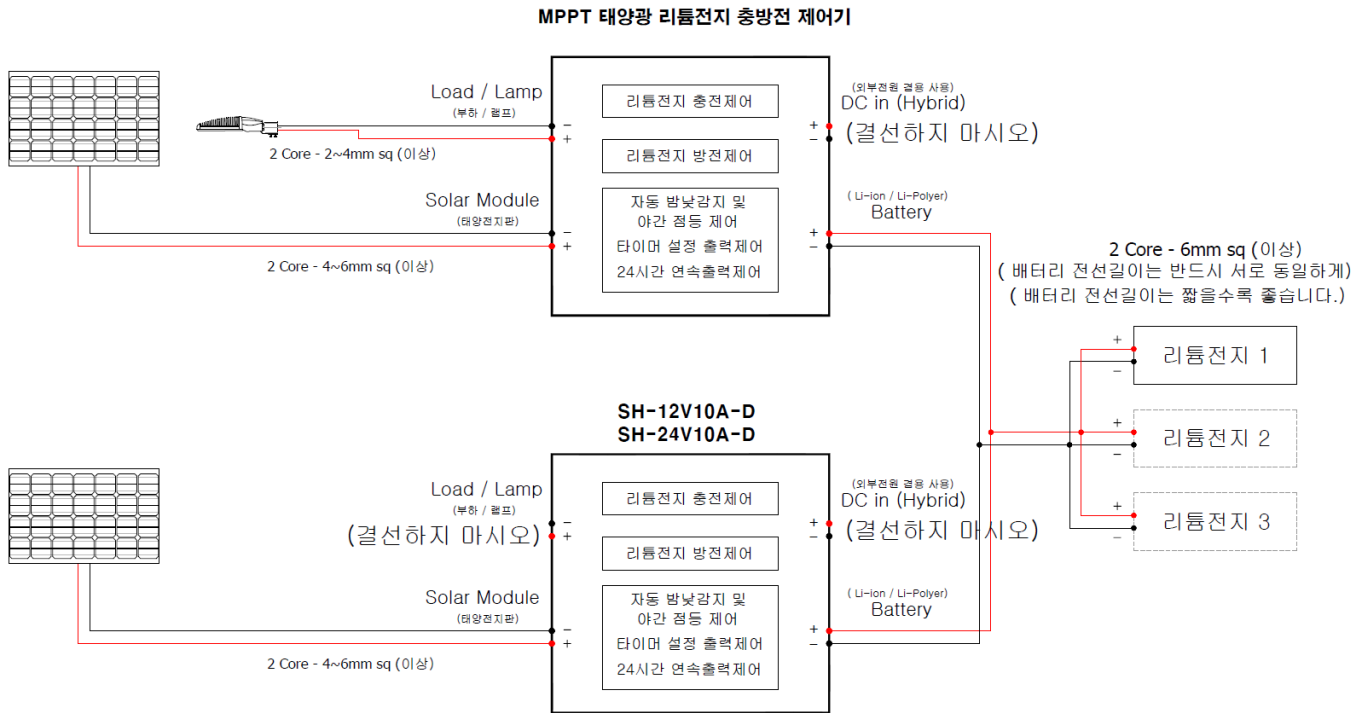 MPPT 태양광 리튬전지 충방전 제어기
Load / Lamp
(부하 / 램프)
−
+
2 Core - 2~4mm sq (이상)
Solar Module
(태양전지판)
−
+
2 Core - 4~6mm sq (이상)
리튬전지 충전제어
리튬전지 방전제어
자동 밤낮감지 및
야간 점등 제어
타이머 설정 출력제어
24시간 연속출력제어
(외부전원 결용 사용)
DC in (Hybrid)
+
−
(결선하지 마시오)
( Li-ion / Li-Polyer)
Battery
+
−
2 Core - 6mm sq (이상)
( 배터리 전선길이는 반드시 서로 동일하게)
( 배터리 전선길이는 짧을수록 좋습니다.)
+
−
리튬전지 1
+
−
리튬전지 2
+
−
리튬전지 3
SH-12V10A-D
SH-24V10A-D
Load / Lamp
(부하 / 램프)
(결선하지 마시오)
−
+
Solar Module
(태양전지판)
−
+
2 Core - 4~6mm sq (이상)
리튬전지 충전제어
리튬전지 방전제어
자동 밤낮감지 및
야간 점등 제어
타이머 설정 출력제어
24시간 연속출력제어
(외부전원 결용 사용)
DC in (Hybrid)
+
−
(결선하지 마시오)
( Li-ion / Li-Polyer)
Battery
+
−